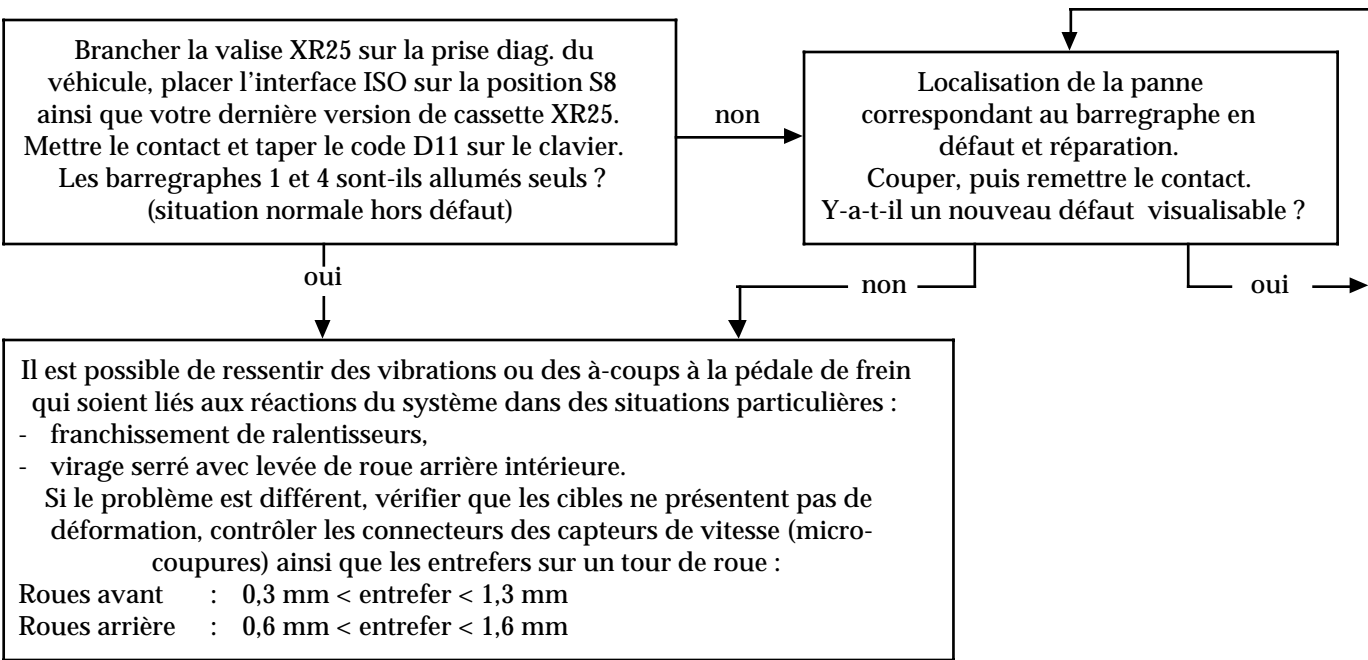 Brancher la valise XR25 sur la prise diag. du
véhicule, placer l'interface ISO sur la position S8
ainsi que votre dernière version de cassette XR25.
Mettre le contact et taper le code D11 sur le clavier.
Les barregraphes 1 et 4 sont-ils allumés seuls ?
(situation normale hors défaut)
non
Localisation de la panne
correspondant au barregraphe en
défaut et réparation.
Couper, puis remettre le contact.
Y-a-t-il un nouveau défaut visualisable ?
oui
non
oui
Il est possible de ressentir des vibrations ou des à-coups à la pédale de frein
qui soient liés aux réactions du système dans des situations particulières :
- franchissement de ralentisseurs,
- virage serré avec levée de roue arrière intérieure.
Si le problème est différent, vérifier que les cibles ne présentent pas de
déformation, contrôler les connecteurs des capteurs de vitesse (micro-
coupures) ainsi que les entrefers sur un tour de roue :
Roues avant : 0,3 mm < entrefer < 1,3 mm
Roues arrière : 0,6 mm < entrefer < 1,6 mm